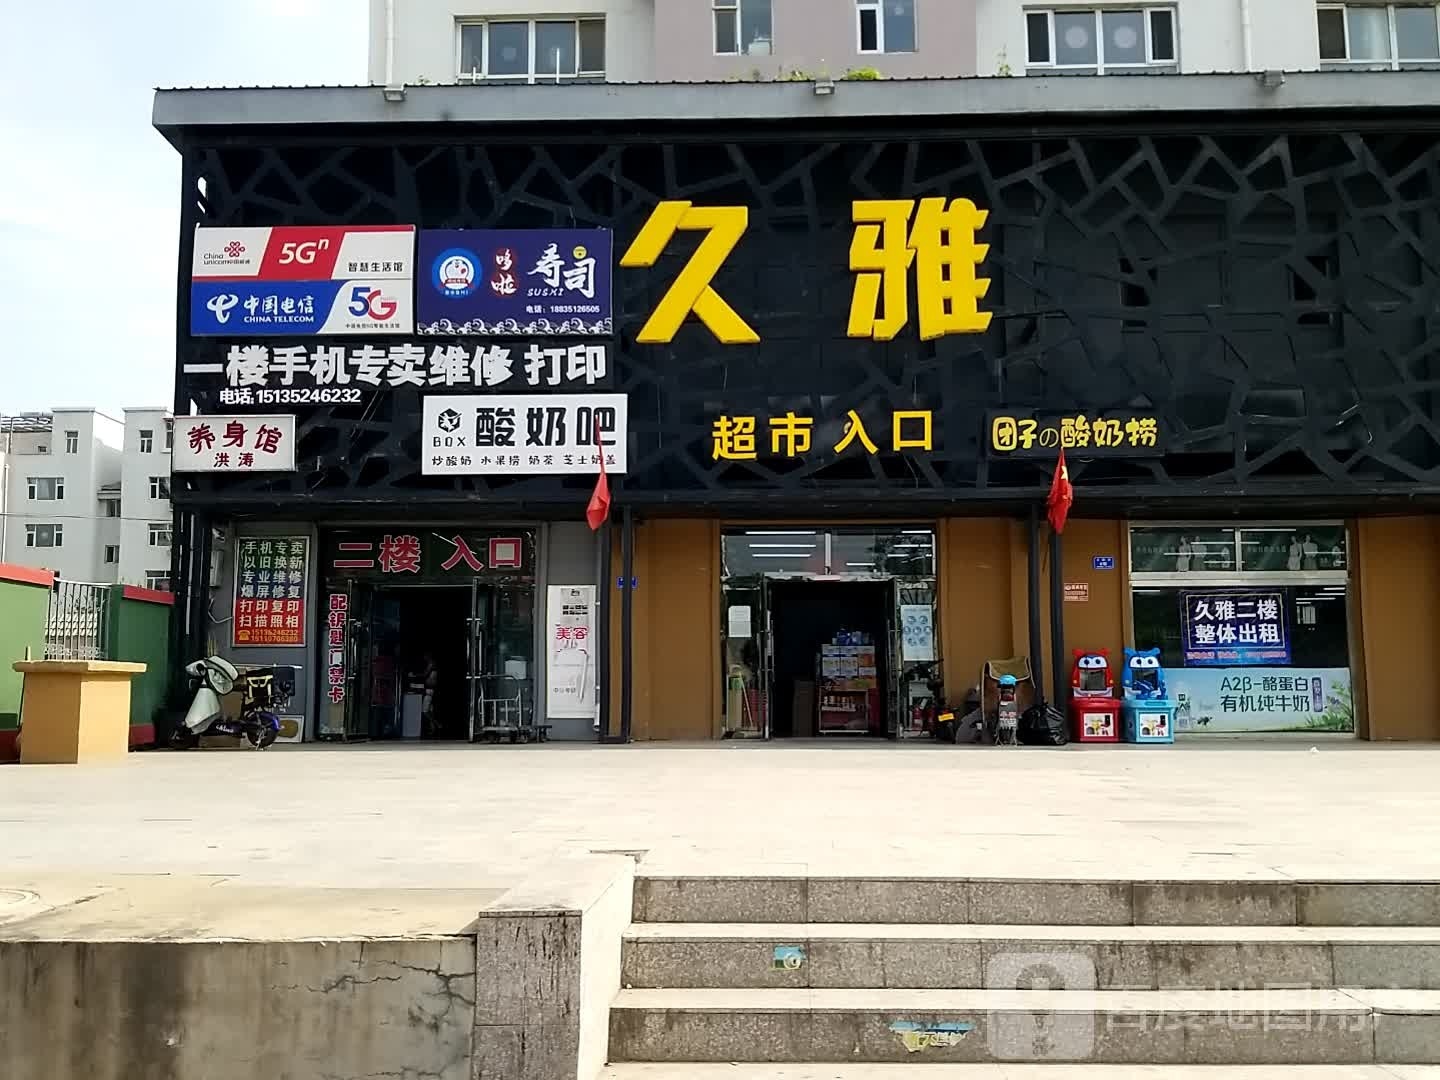 久雅
China
unicom中国联通
5Gⁿ
智慧生活馆
中国电信
CHINA TELECOM
5G
哆啦
寿司
SUSHI
电话：18835126505
一楼手机专卖维修 打印
电话:15135246232
养身馆
洪涛
BOX
酸奶吧
炒酸奶 水果捞 奶茶 芝士奶盖
超市入口
团子の酸奶捞
手机专卖
以旧换新
专业维修
爆屏修复
打印复印
扫描照相
15135246232
二楼 入口
配钥匙门禁卡
美容
久雅二楼
整体出租
A2β-酪蛋白
有机纯牛奶
百度地图用户